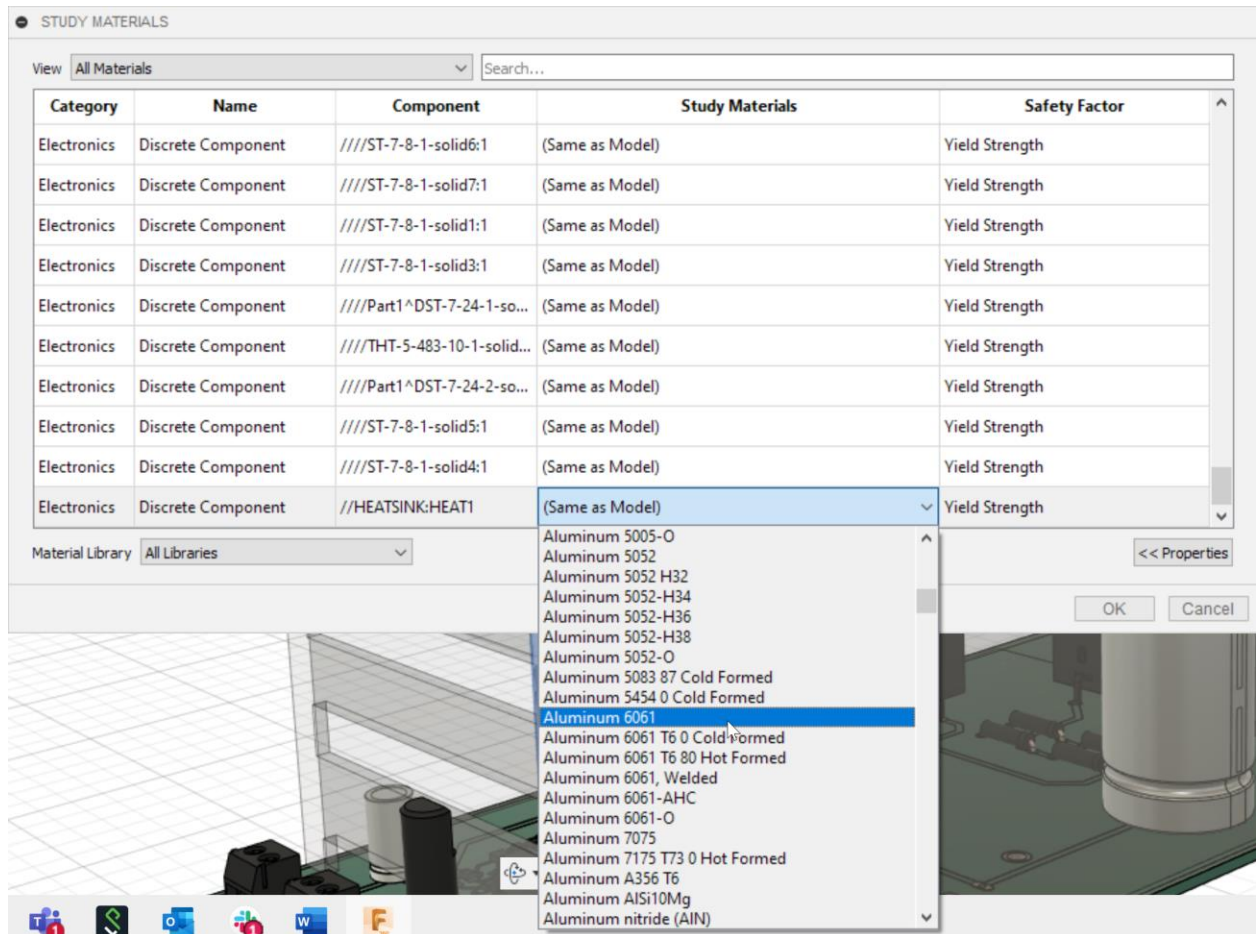 STUDY MATERIALS
View All Materials Search...
Category Name Component Study Materials Safety Factor
Electronics Discrete Component ////ST-7-8-1-solid6:1 (Same as Model) Yield Strength
Electronics Discrete Component ////ST-7-8-1-solid7:1 (Same as Model) Yield Strength
Electronics Discrete Component ////ST-7-8-1-solid1:1 (Same as Model) Yield Strength
Electronics Discrete Component ////ST-7-8-1-solid3:1 (Same as Model) Yield Strength
Electronics Discrete Component ////Part1^DST-7-24-1-so... (Same as Model) Yield Strength
Electronics Discrete Component ////THT-5-483-10-1-solid... (Same as Model) Yield Strength
Electronics Discrete Component ////Part1^DST-7-24-2-so... (Same as Model) Yield Strength
Electronics Discrete Component ////ST-7-8-1-solid5:1 (Same as Model) Yield Strength
Electronics Discrete Component ////ST-7-8-1-solid4:1 (Same as Model) Yield Strength
Electronics Discrete Component //HEATSINK:HEAT1 (Same as Model) Yield Strength
Material Library All Libraries << Properties
OK Cancel
Aluminum 5005-O
Aluminum 5052
Aluminum 5052 H32
Aluminum 5052-H34
Aluminum 5052-H36
Aluminum 5052-H38
Aluminum 5052-O
Aluminum 5083 87 Cold Formed
Aluminum 5454 0 Cold Formed
Aluminum 6061
Aluminum 6061 T6 0 Cold Formed
Aluminum 6061 T6 80 Hot Formed
Aluminum 6061, Welded
Aluminum 6061-AHC
Aluminum 6061-O
Aluminum 7075
Aluminum 7175 T73 0 Hot Formed
Aluminum A356 T6
Aluminum AlSi10Mg
Aluminum nitride (AlN)
T 1 O 1 W F